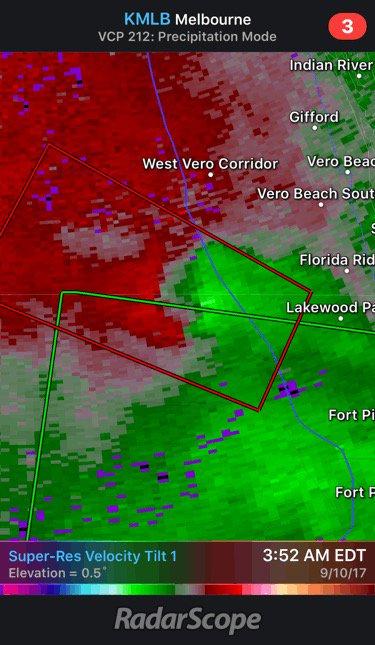 KMLB Melbourne
3
VCP 212: Precipitation Mode
Indian River
Gifford
West Vero Corridor
Vero Beac
Vero Beach Sout
S
Florida Rid
Lakewood Pa
Fort Pi
Fort P
Super-Res Velocity Tilt 1
3:52 AM EDT
Elevation = 0.5°
9/10/17
RadarScope